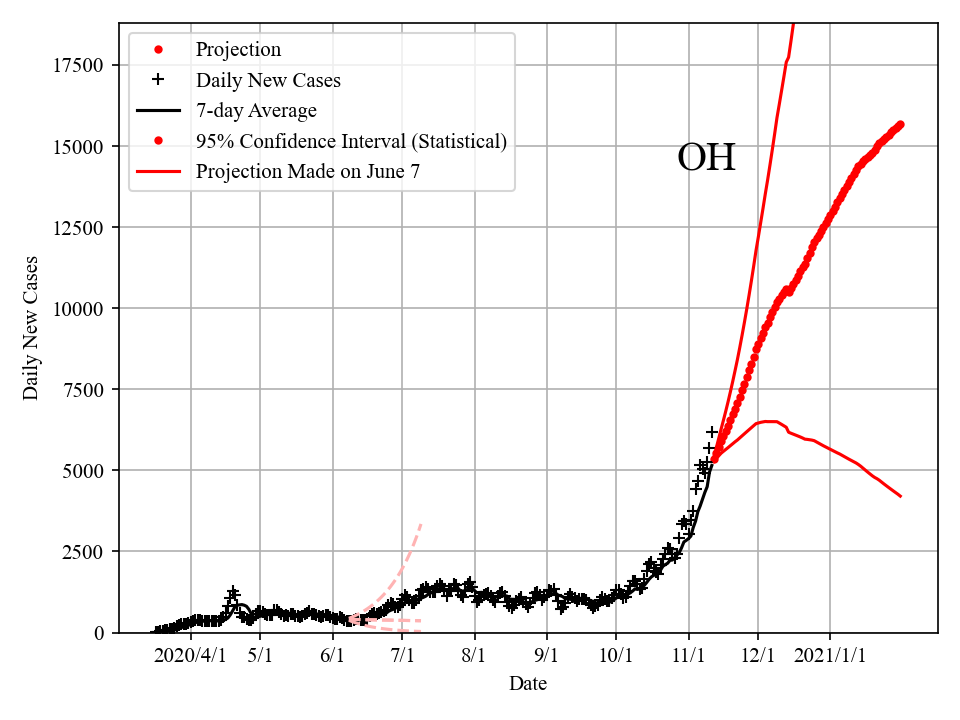 Projection
Daily New Cases
7-day Average
95% Confidence Interval (Statistical)
Projection Made on June 7
OH
17500
15000
12500
10000
7500
5000
2500
0
Daily New Cases
2020/4/1 5/1 6/1 7/1 8/1 9/1 10/1 11/1 12/1 2021/1/1
Date